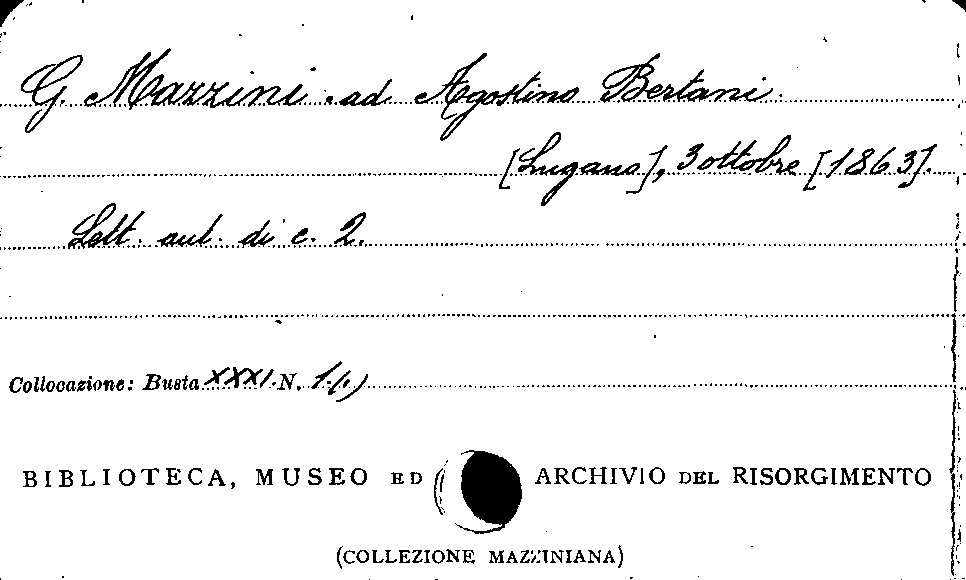 G. Mazzini ad Agostino Bertani.
[Lugano], 3 ottobre [1863].
Lett. aut. di c. 2.
Collocazione: Busta XXXI. N. 1.(1)
BIBLIOTECA, MUSEO ED ARCHIVIO DEL RISORGIMENTO
(COLLEZIONE MAZZINIANA)